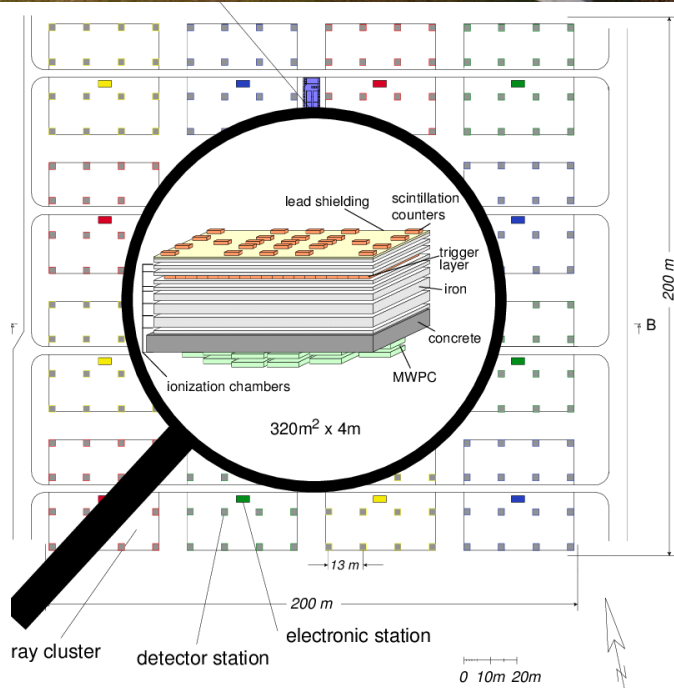 lead shielding
scintillation
counters
trigger
layer
iron
concrete
ionization chambers
MWPC
320m² x 4m
200 m
B
13 m
200 m
ray cluster
detector station
electronic station
0 10m 20m